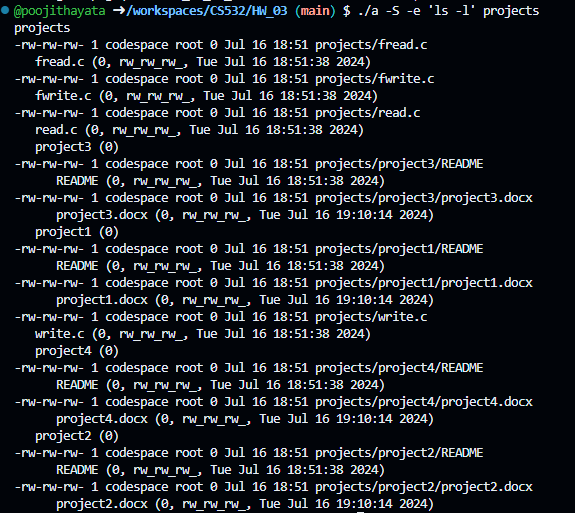 @poojithayata ➜/workspaces/CS532/HW_03 (main) $ ./a -S -e 'ls -l' projects
projects
-rw-rw-rw- 1 codespace root 0 Jul 16 18:51 projects/fread.c
fread.c (0, rw_rw_rw_, Tue Jul 16 18:51:38 2024)
-rw-rw-rw- 1 codespace root 0 Jul 16 18:51 projects/fwrite.c
fwrite.c (0, rw_rw_rw_, Tue Jul 16 18:51:38 2024)
-rw-rw-rw- 1 codespace root 0 Jul 16 18:51 projects/read.c
read.c (0, rw_rw_rw_, Tue Jul 16 18:51:38 2024)
project3 (0)
-rw-rw-rw- 1 codespace root 0 Jul 16 18:51 projects/project3/README
README (0, rw_rw_rw_, Tue Jul 16 18:51:38 2024)
-rw-rw-rw- 1 codespace root 0 Jul 16 18:51 projects/project3/project3.docx
project3.docx (0, rw_rw_rw_, Tue Jul 16 19:10:14 2024)
project1 (0)
-rw-rw-rw- 1 codespace root 0 Jul 16 18:51 projects/project1/README
README (0, rw_rw_rw_, Tue Jul 16 18:51:38 2024)
-rw-rw-rw- 1 codespace root 0 Jul 16 18:51 projects/project1/project1.docx
project1.docx (0, rw_rw_rw_, Tue Jul 16 19:10:14 2024)
-rw-rw-rw- 1 codespace root 0 Jul 16 18:51 projects/write.c
write.c (0, rw_rw_rw_, Tue Jul 16 18:51:38 2024)
project4 (0)
-rw-rw-rw- 1 codespace root 0 Jul 16 18:51 projects/project4/README
README (0, rw_rw_rw_, Tue Jul 16 18:51:38 2024)
-rw-rw-rw- 1 codespace root 0 Jul 16 18:51 projects/project4/project4.docx
project4.docx (0, rw_rw_rw_, Tue Jul 16 19:10:14 2024)
project2 (0)
-rw-rw-rw- 1 codespace root 0 Jul 16 18:51 projects/project2/README
README (0, rw_rw_rw_, Tue Jul 16 18:51:38 2024)
-rw-rw-rw- 1 codespace root 0 Jul 16 18:51 projects/project2/project2.docx
project2.docx (0, rw_rw_rw_, Tue Jul 16 19:10:14 2024)